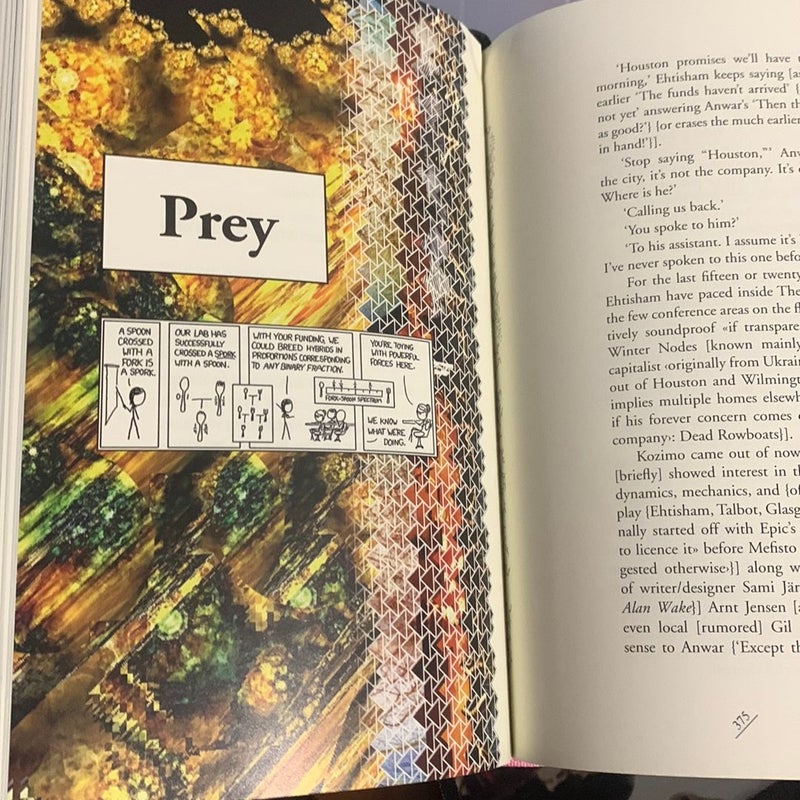 Prey
A SPOON
CROSSED
WITH A
FORK IS
A SPORK.
OUR LAB HAS
SUCCESSFULLY
CROSSED A SPORK
WITH A SPOON.
WITH YOUR FUNDING, WE
COULD BREED HYBRIDS IN
PROPORTIONS CORRESPONDING
TO ANY BINARY FRACTION.
FORK-SPOON SPECTRUM
YOU'RE TOYING
WITH POWERFUL
FORCES HERE.
WE KNOW
WHAT WE'RE
DOING.
'Houston promises we'll have
morning,' Ehtisham keeps saying
earlier 'The funds haven't arrived' {
not yet' answering Anwar's 'Then th
as good?'} {or erases the much earlier
in hand!'}].
'Stop saying "Houston,"' Anw
the city, it's not the company. It's
Where is he?'
'Calling us back.'
'You spoke to him?'
'To his assistant. I assume it's
I've never spoken to this one befo
For the last fifteen or twenty
Ehtisham have paced inside The
the few conference areas on the fl
tively soundproof «if transpare
Winter Nodes [known mainly
capitalist ‹originally from Ukrain
out of Houston and Wilmingt
implies multiple homes elsewh
if his forever concern comes
company›: Dead Rowboats}].
Kozimo came out of now
[briefly] showed interest in th
dynamics, mechanics, and {of
play {Ehtisham, Talbot, Glasg
nally started off with Epic's
to licence it» before Mefisto
gested otherwise›}] along w
of writer/designer Sami Jär
Alan Wake}] Arnt Jensen [a
even local [rumored] Gil
sense to Anwar {'Except th
375